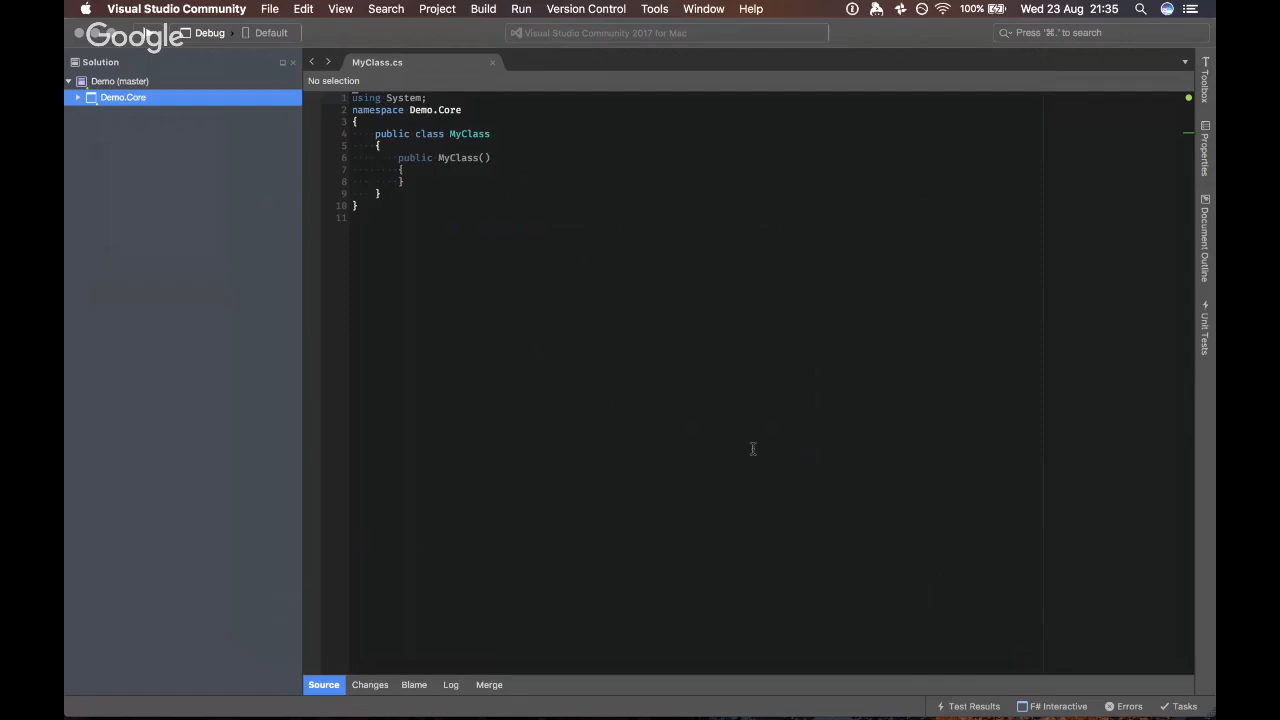 Visual Studio Community File Edit View Search Project Build Run Version Control Tools Window Help 100% Wed 23 Aug 21:35
Google
Debug Default Visual Studio Community 2017 for Mac Press '⌘.' to search
Solution MyClass.cs
Demo (master) No selection
Demo.Core
1 using System;
2 namespace Demo.Core
3 {
4 public class MyClass
5 {
6 public MyClass()
7 {
8 }
9 }
10 }
11
Toolbox
Properties
Document Outline
Unit Tests
Source Changes Blame Log Merge
Test Results F# Interactive Errors Tasks